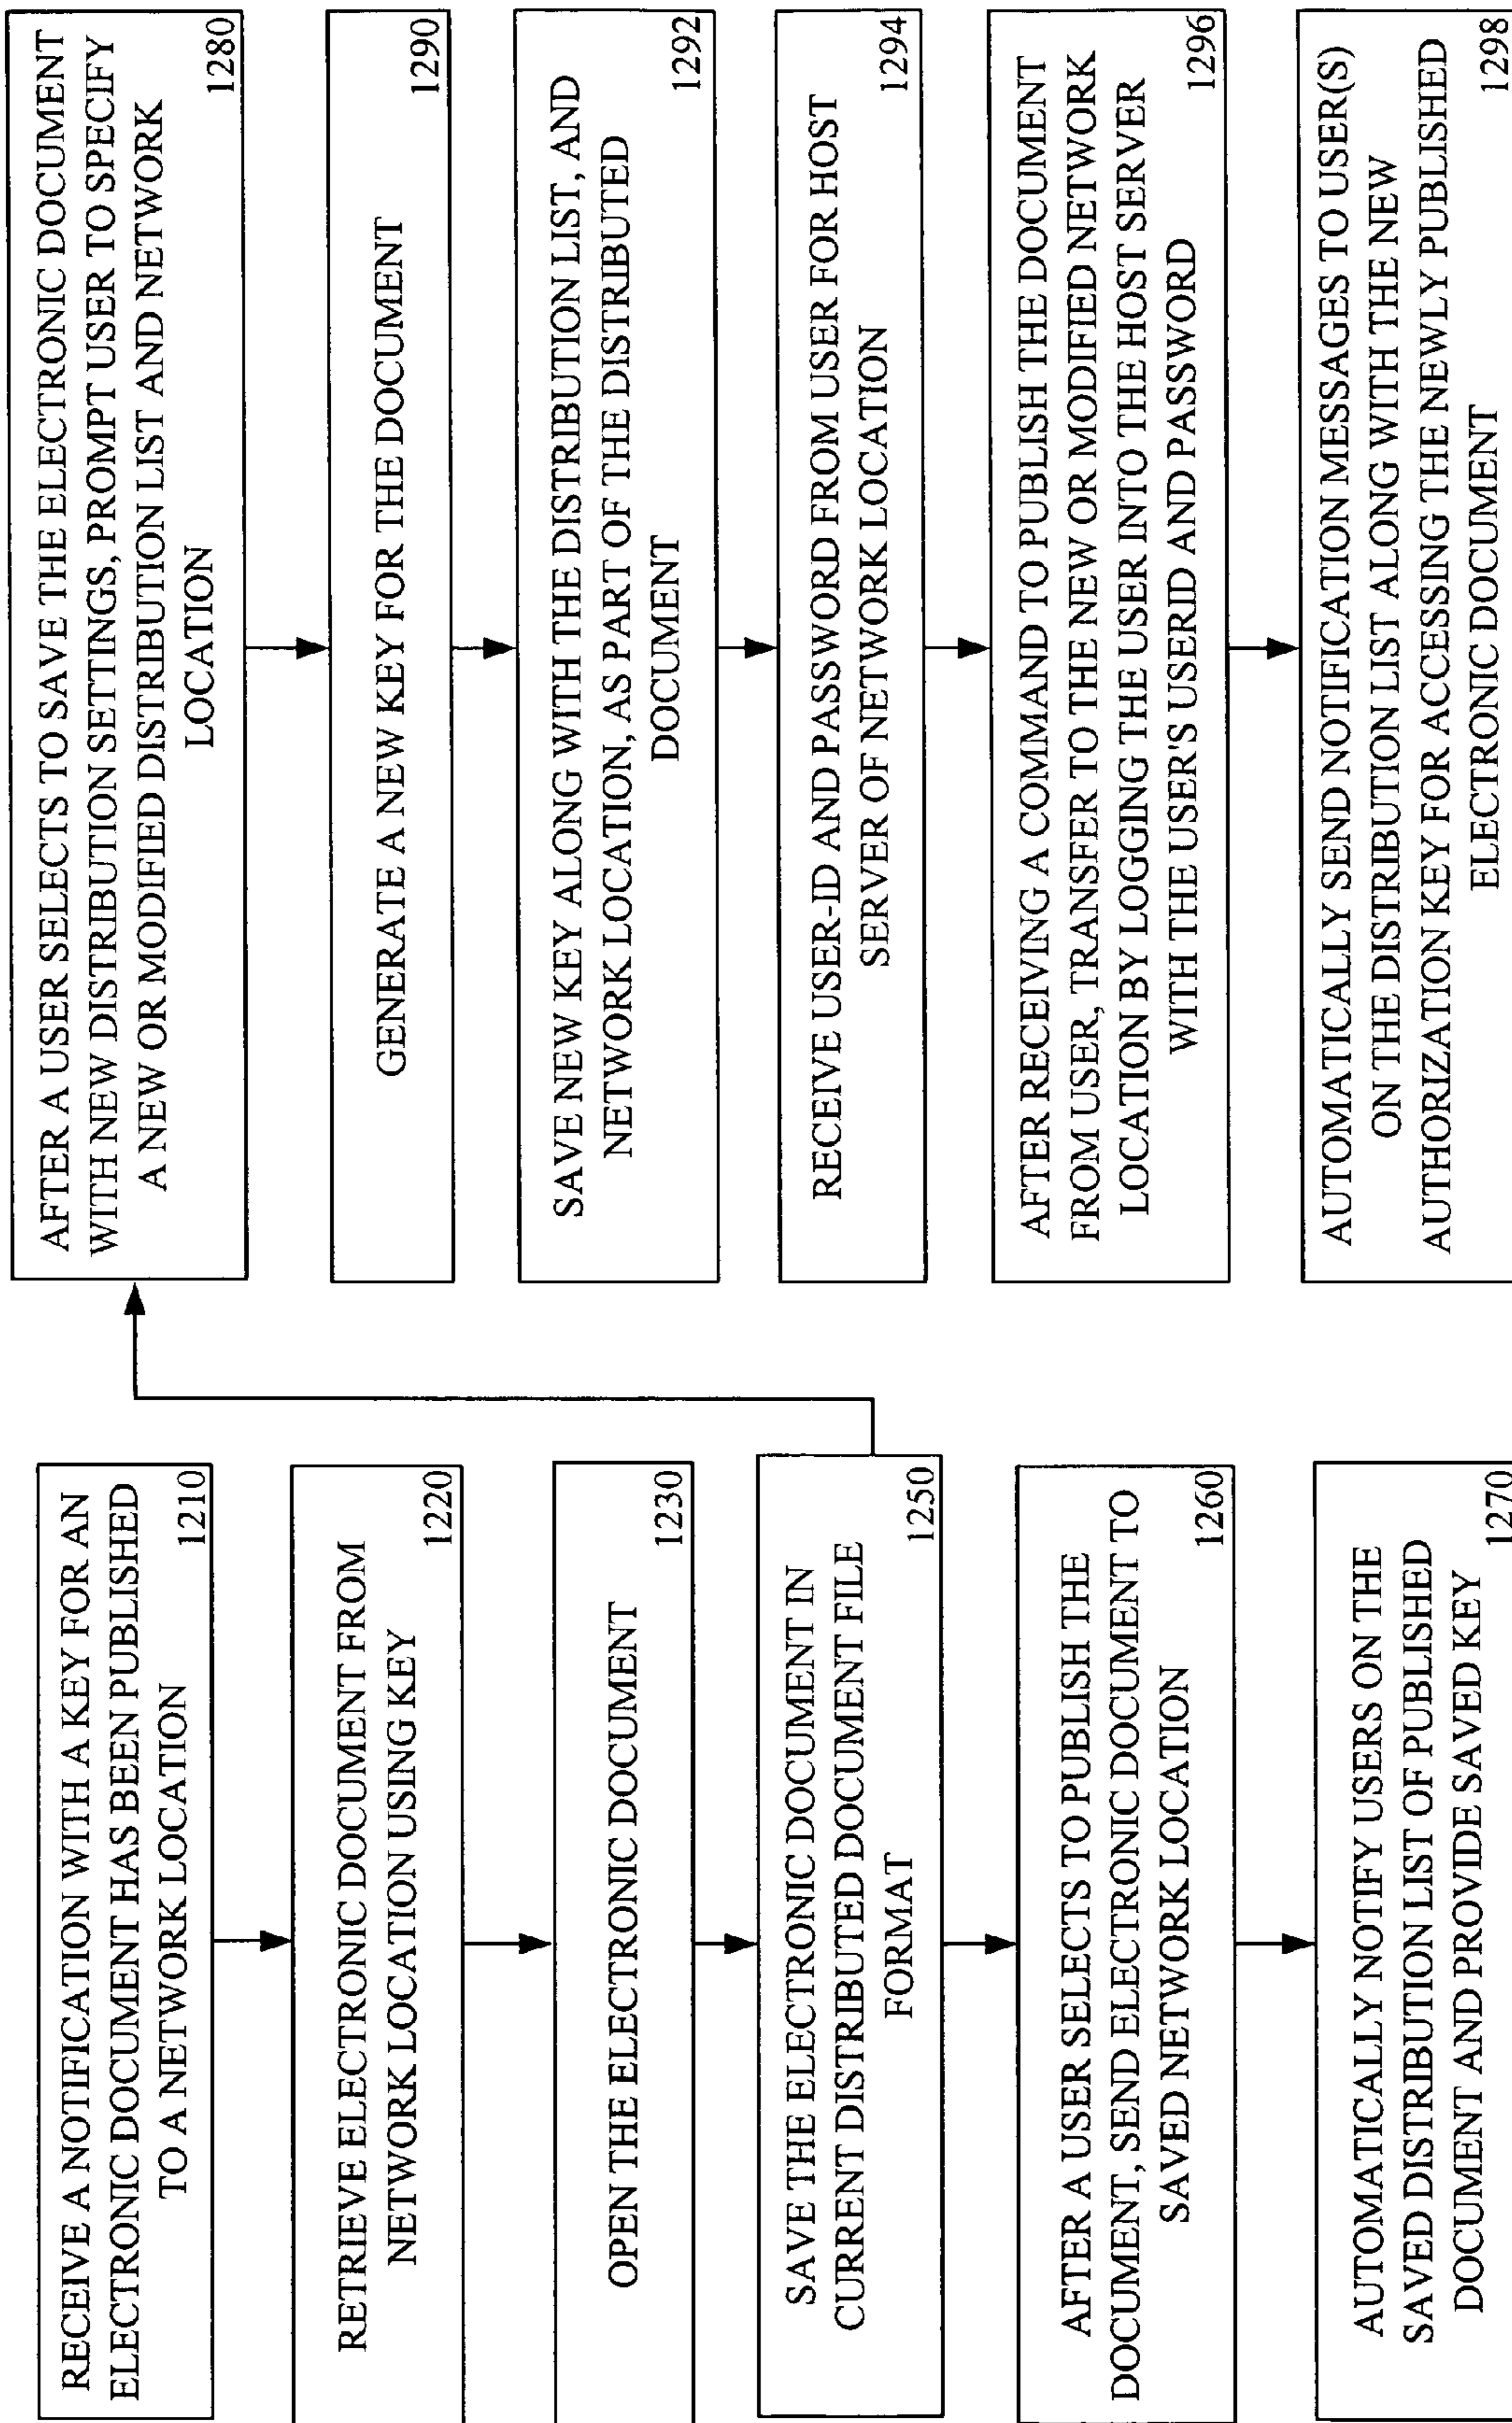 RECEIVE A NOTIFICATION WITH A KEY FOR AN
ELECTRONIC DOCUMENT HAS BEEN PUBLISHED
TO A NETWORK LOCATION
1210
RETRIEVE ELECTRONIC DOCUMENT FROM
NETWORK LOCATION USING KEY
1220
OPEN THE ELECTRONIC DOCUMENT
1230
SAVE THE ELECTRONIC DOCUMENT IN
CURRENT DISTRIBUTED DOCUMENT FILE
FORMAT
1250
AFTER A USER SELECTS TO PUBLISH THE
DOCUMENT, SEND ELECTRONIC DOCUMENT TO
SAVED NETWORK LOCATION
1260
AUTOMATICALLY NOTIFY USERS ON THE
SAVED DISTRIBUTION LIST OF PUBLISHED
DOCUMENT AND PROVIDE SAVED KEY
1270
AFTER A USER SELECTS TO SAVE THE ELECTRONIC DOCUMENT
WITH NEW DISTRIBUTION SETTINGS, PROMPT USER TO SPECIFY
A NEW OR MODIFIED DISTRIBUTION LIST AND NETWORK
LOCATION
1280
GENERATE A NEW KEY FOR THE DOCUMENT
1290
SAVE NEW KEY ALONG WITH THE DISTRIBUTION LIST, AND
NETWORK LOCATION, AS PART OF THE DISTRIBUTED
DOCUMENT
1292
RECEIVE USER-ID AND PASSWORD FROM USER FOR HOST
SERVER OF NETWORK LOCATION
1294
AFTER RECEIVING A COMMAND TO PUBLISH THE DOCUMENT
FROM USER, TRANSFER TO THE NEW OR MODIFIED NETWORK
LOCATION BY LOGGING THE USER INTO THE HOST SERVER
WITH THE USER'S USERID AND PASSWORD
1296
AUTOMATICALLY SEND NOTIFICATION MESSAGES TO USER(S)
ON THE DISTRIBUTION LIST ALONG WITH THE NEW
AUTHORIZATION KEY FOR ACCESSING THE NEWLY PUBLISHED
ELECTRONIC DOCUMENT
1298